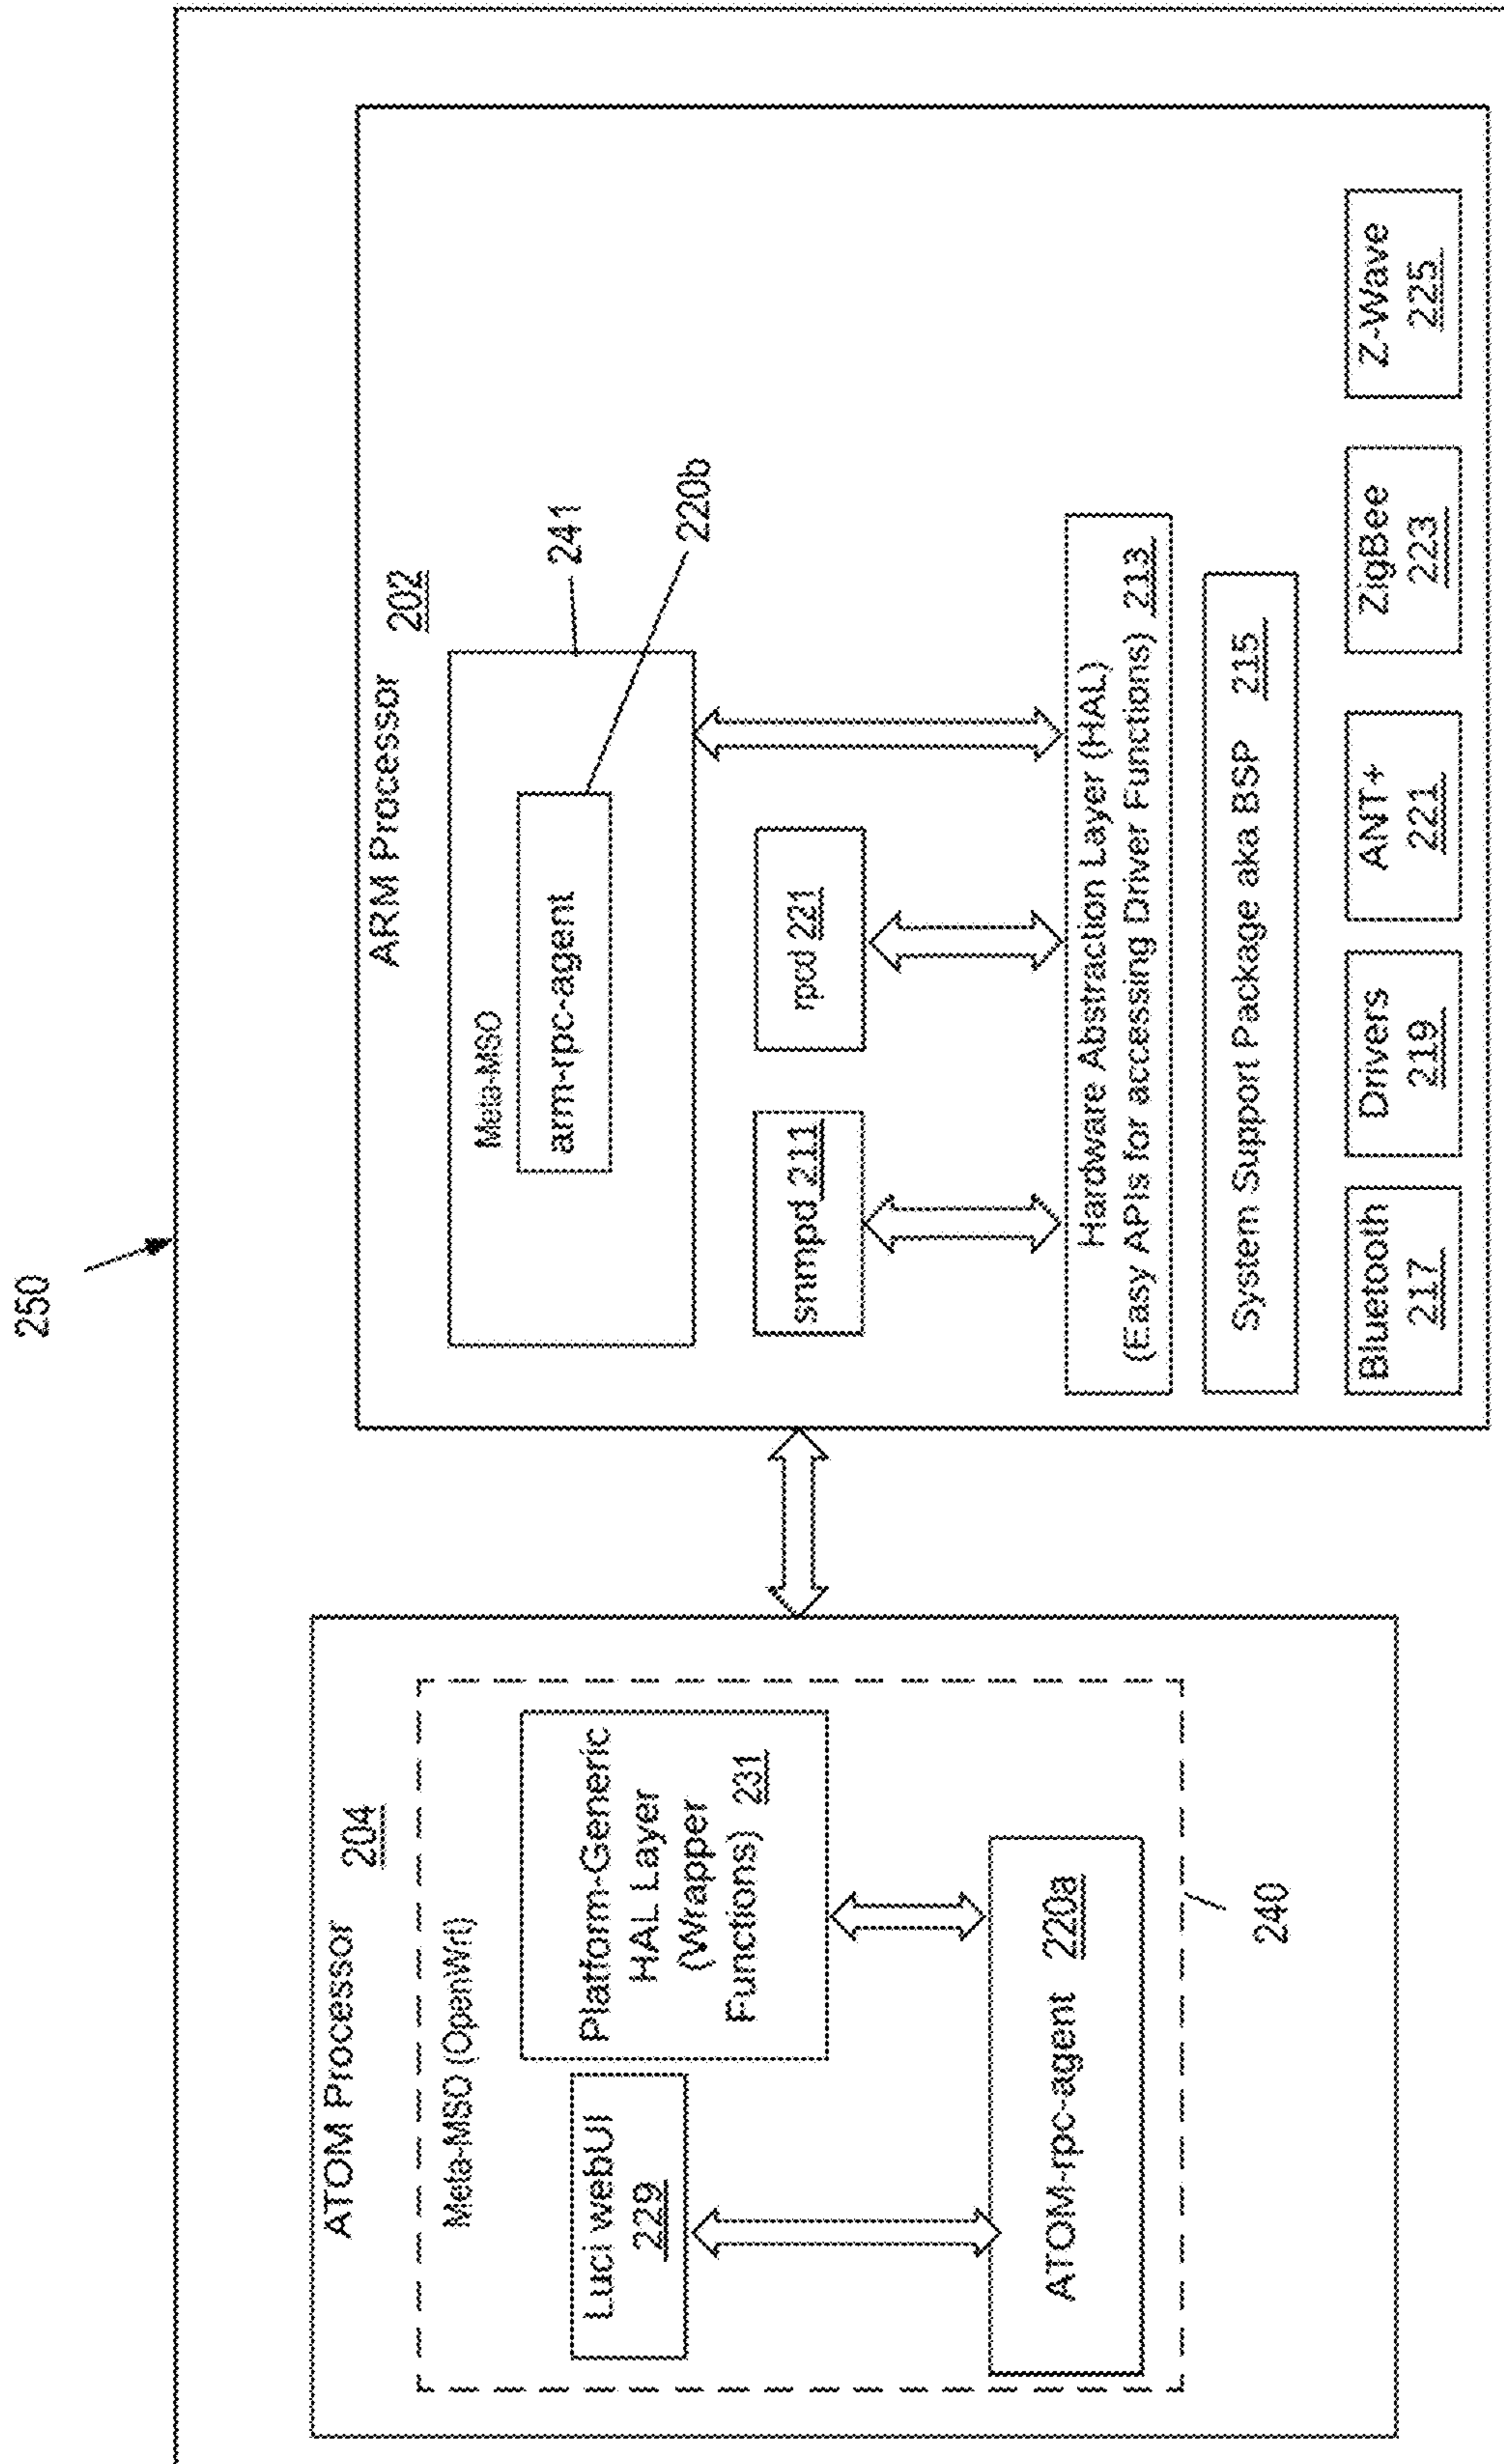 250
ATOM Processor
204
Meta-MSO (OpenWrt)
Luci webUI
229
Platform-Generic
HAL Layer
(Wrapper
Functions) 231
ATOM-rpc-agent 220a
240
ARM Processor
202
Meta-MSO
arm-rpc-agent
241
220b
snmpd 211
rpcd 221
Hardware Abstraction Layer (HAL)
(Easy APIs for accessing Driver Functions) 213
System Support Package aka BSP 215
Bluetooth
217
Drivers
219
ANT+
221
ZigBee
223
Z-Wave
225